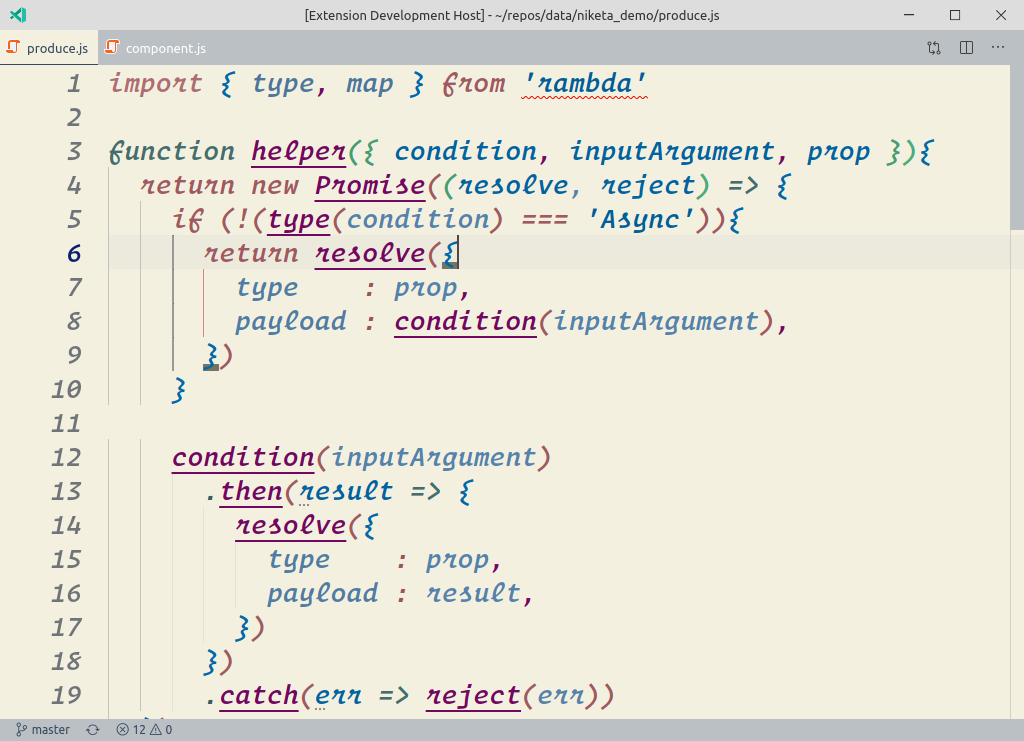 [Extension Development Host] - ~/repos/data/niketa_demo/produce.js
produce.js component.js
1 import { type, map } from 'rambda'
2
3 function helper({ condition, inputArgument, prop }){
4   return new Promise((resolve, reject) => {
5     if (!(type(condition) === 'Async')){
6       return resolve({
7         type    : prop,
8         payload : condition(inputArgument),
9       })
10     }
11
12     condition(inputArgument)
13       .then(result => {
14         resolve({
15           type    : prop,
16           payload : result,
17         })
18       })
19       .catch(err => reject(err))
master 12 0